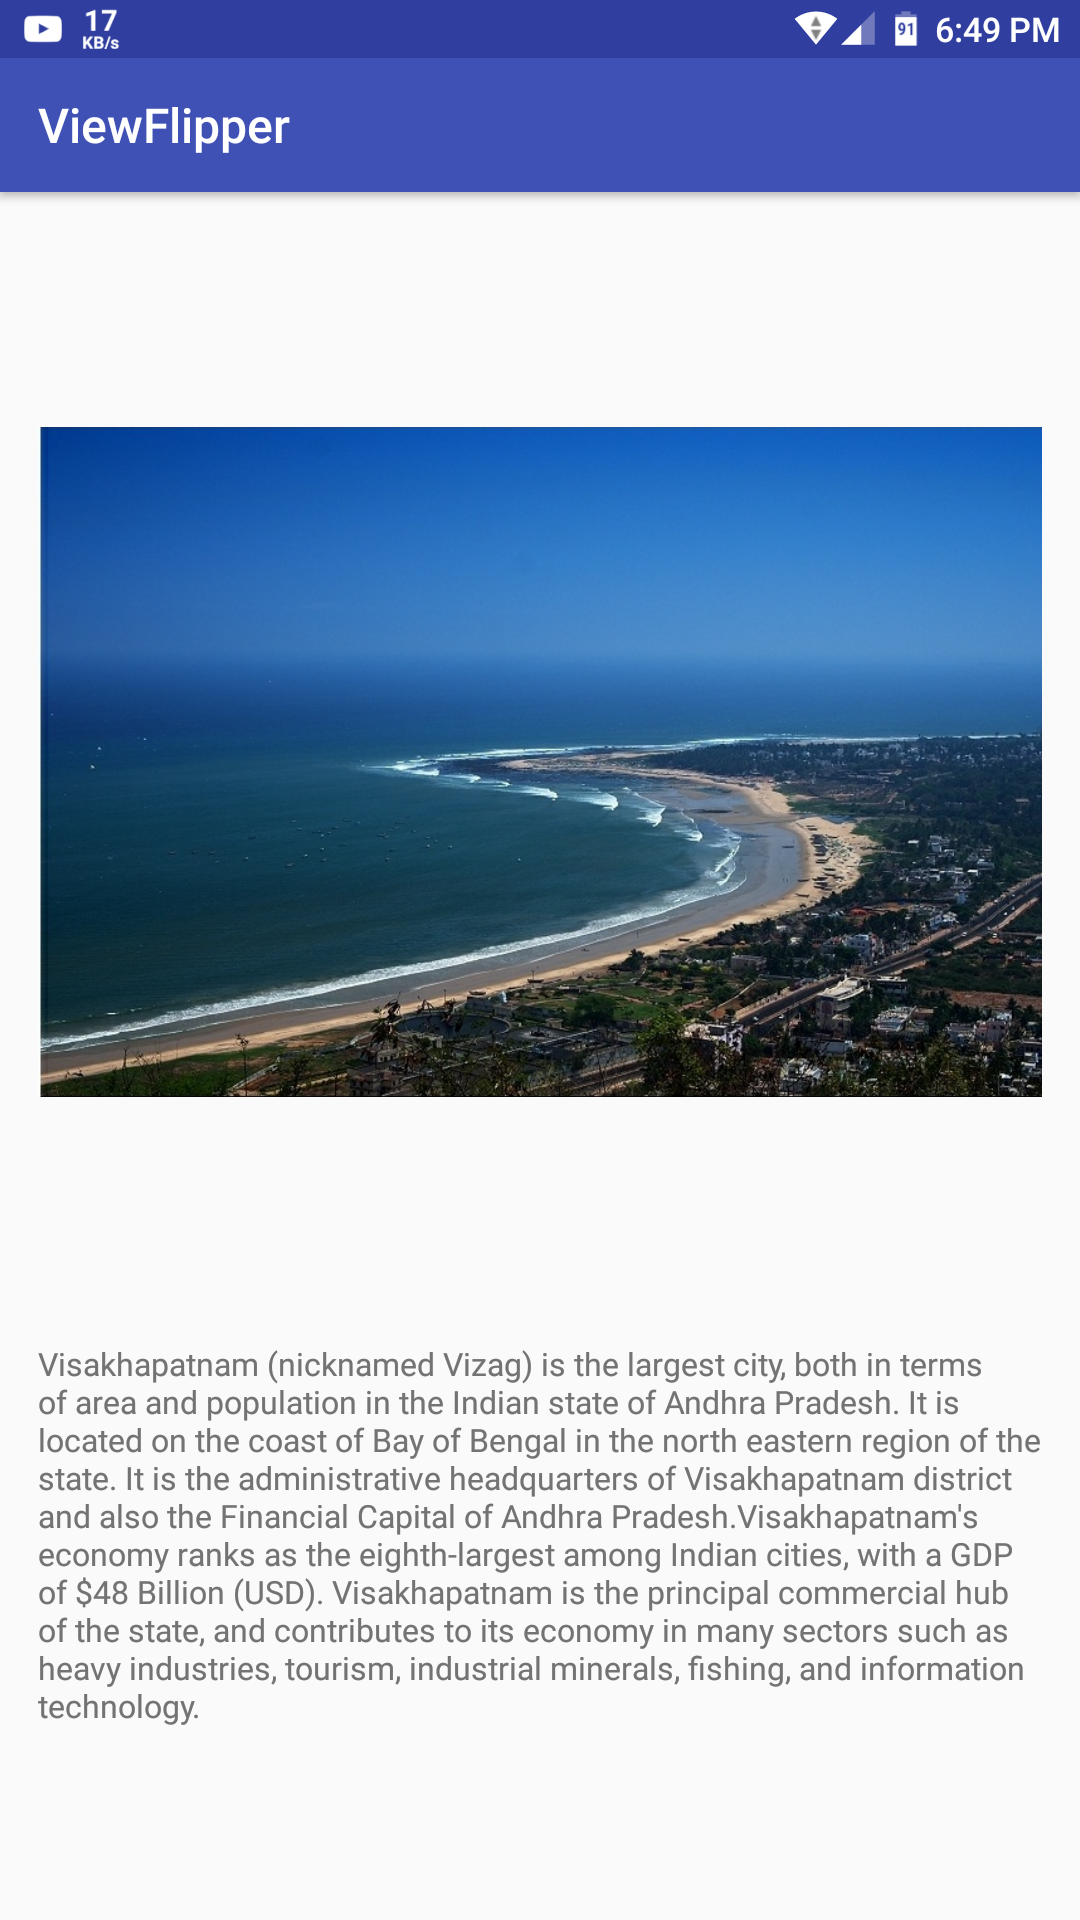 17
KB/s
91
6:49 PM
ViewFlipper
Visakhapatnam (nicknamed Vizag) is the largest city, both in terms
of area and population in the Indian state of Andhra Pradesh. It is
located on the coast of Bay of Bengal in the north eastern region of the
state. It is the administrative headquarters of Visakhapatnam district
and also the Financial Capital of Andhra Pradesh.Visakhapatnam's
economy ranks as the eighth-largest among Indian cities, with a GDP
of $48 Billion (USD). Visakhapatnam is the principal commercial hub
of the state, and contributes to its economy in many sectors such as
heavy industries, tourism, industrial minerals, fishing, and information
technology.